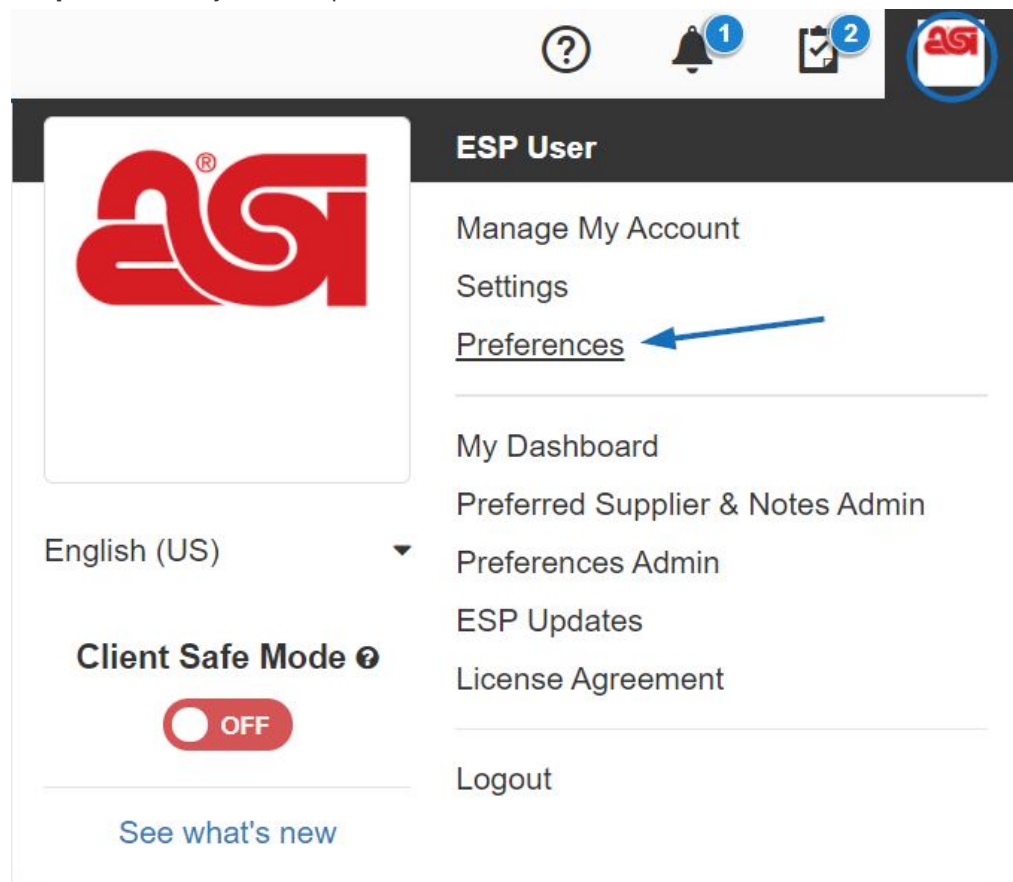 1
2
asi
ESP User
asi®
Manage My Account
Settings
Preferences
My Dashboard
Preferred Supplier & Notes Admin
English (US)
Preferences Admin
ESP Updates
Client Safe Mode ?
License Agreement
OFF
Logout
See what's new